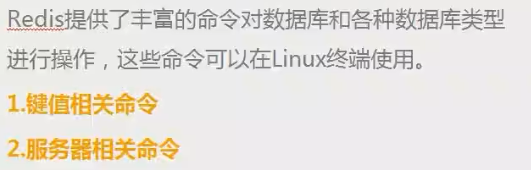 Redis提供了丰富的命令对数据库和各种数据库类型
进行操作，这些命令可以在Linux终端使用。
1.键值相关命令
2.服务器相关命令